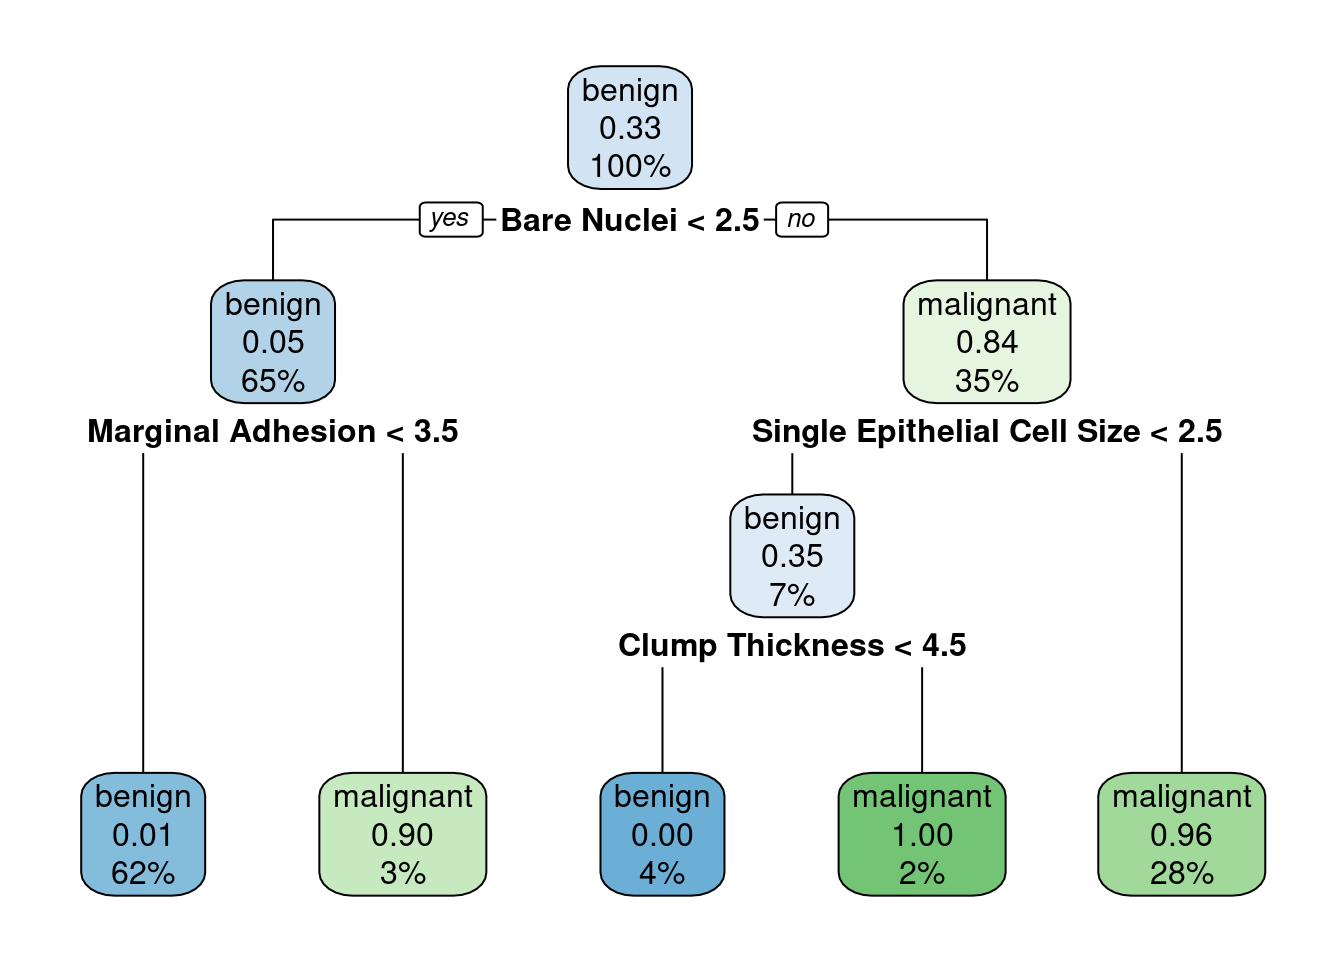 benign
0.33
100%
yes Bare Nuclei < 2.5 no
benign
0.05
65%
malignant
0.84
35%
Marginal Adhesion < 3.5
Single Epithelial Cell Size < 2.5
benign
0.35
7%
Clump Thickness < 4.5
benign
0.01
62%
malignant
0.90
3%
benign
0.00
4%
malignant
1.00
2%
malignant
0.96
28%